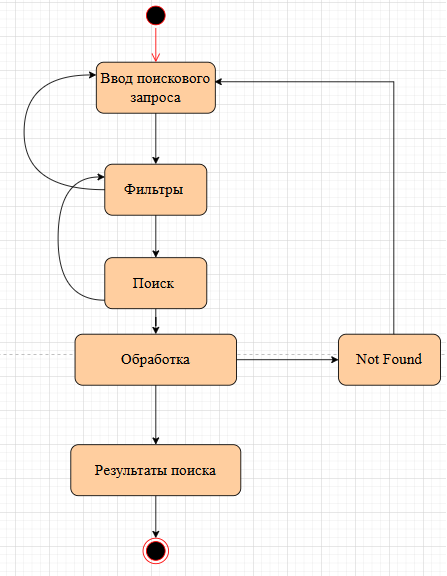 Ввод поискового
запроса
Фильтры
Поиск
Обработка
Not Found
Результаты поиска